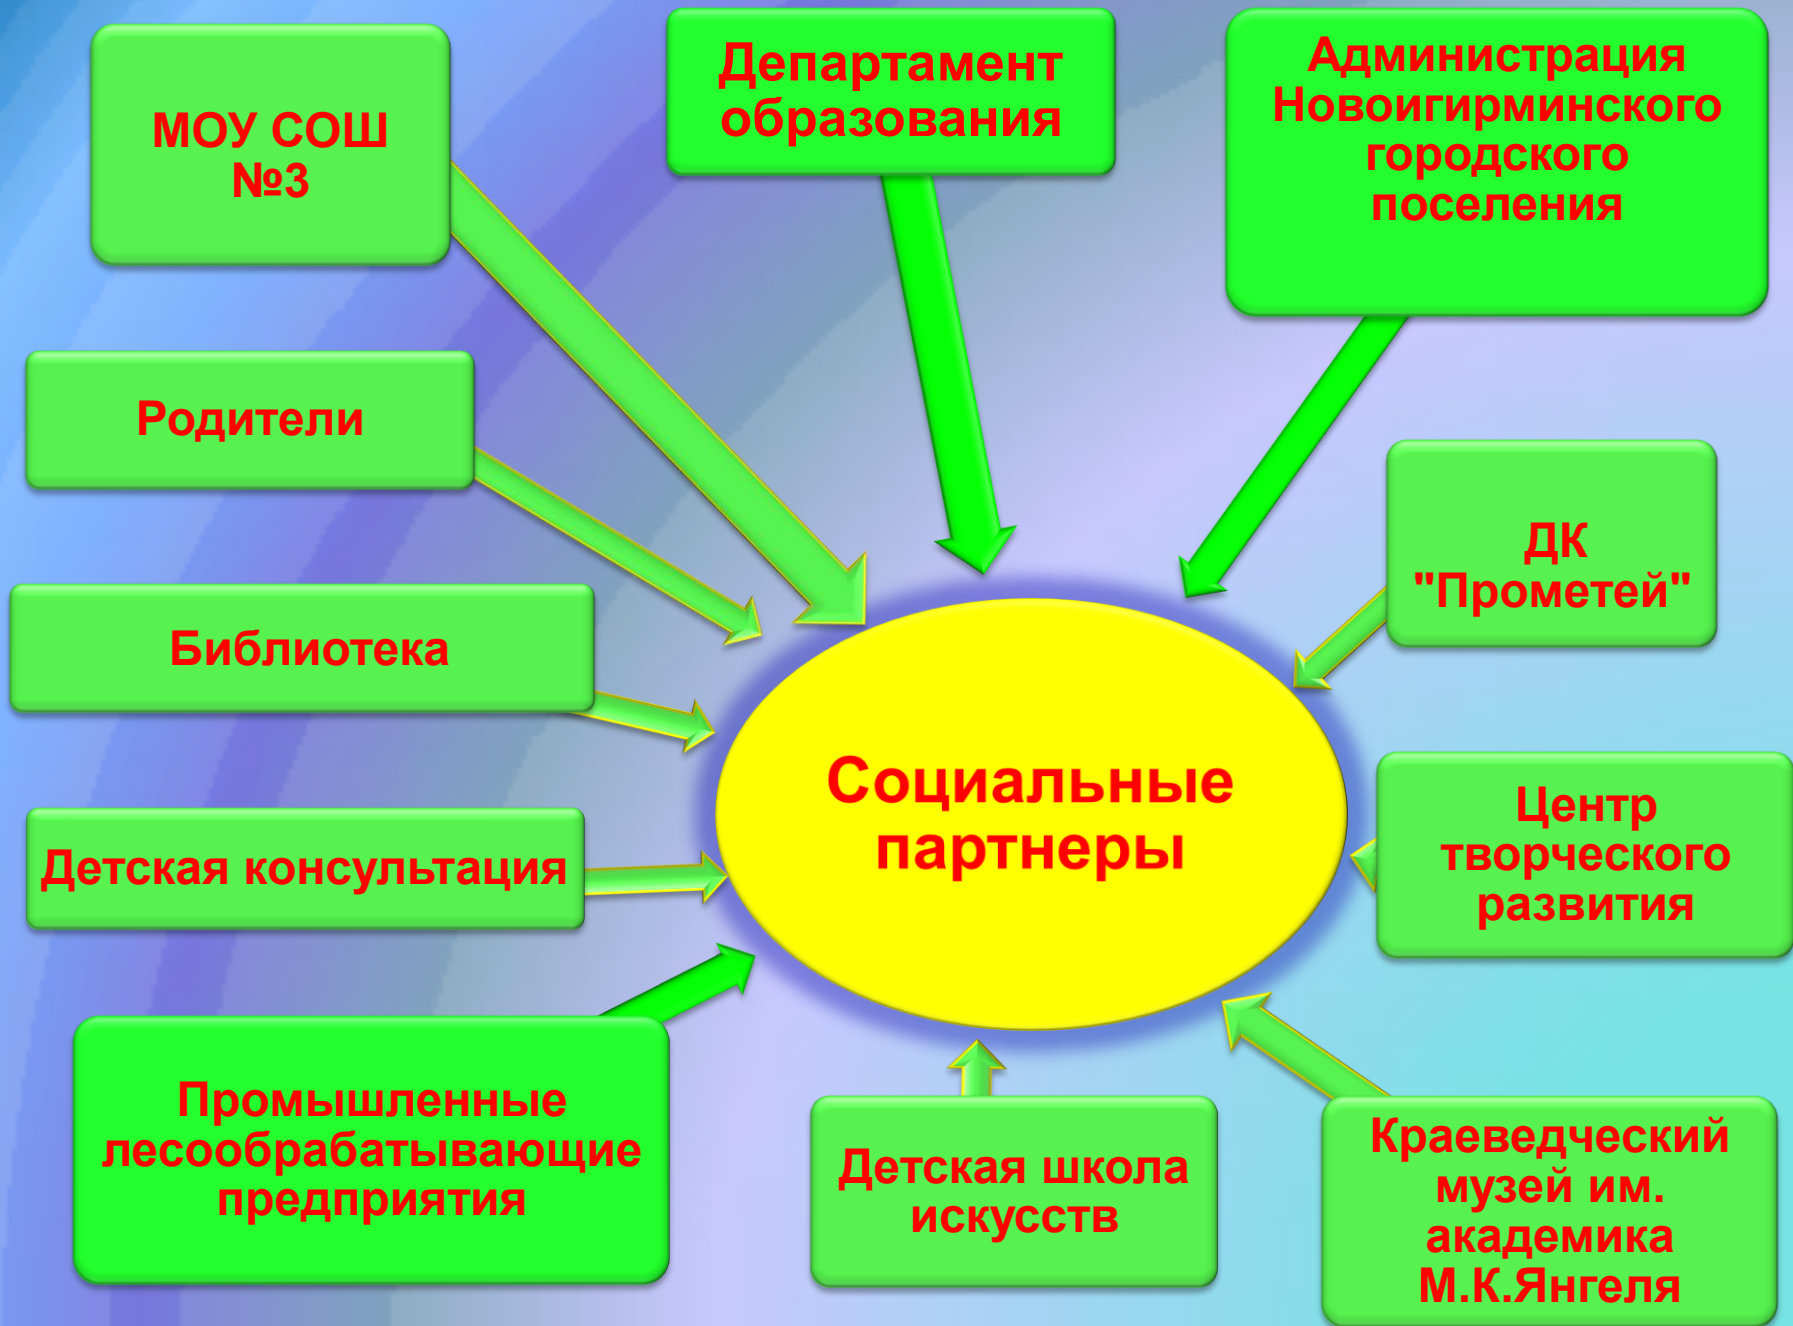 МОУ СОШ
№3
Департамент
образования
Администрация
Новоигирминского
городского
поселения
Родители
ДК
"Прометей"
Библиотека
Социальные
партнеры
Центр
творческого
развития
Детская консультация
Промышленные
лесообрабатывающие
предприятия
Детская школа
искусств
Краеведческий
музей им.
академика
М.К.Янгеля